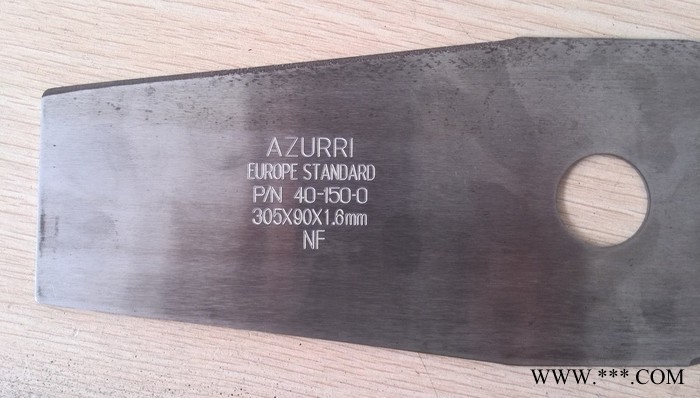 AZURRI
EUROPE STANDARD
P/N 40-150-0
305X90X1.6mm
NF
WWW.***.COM